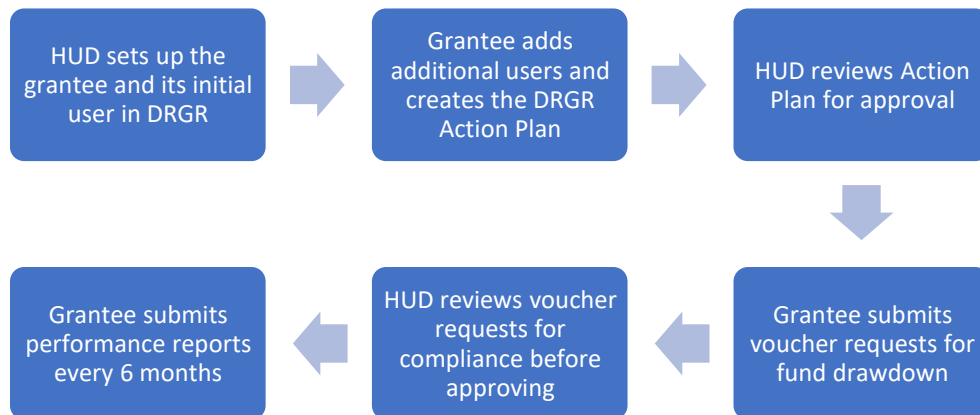 HUD sets up the
grantee and its initial
user in DRGR
Grantee adds
additional users and
creates the DRGR
Action Plan
HUD reviews Action
Plan for approval
Grantee submits
voucher requests for
fund drawdown
HUD reviews voucher
requests for
compliance before
approving
Grantee submits
performance reports
every 6 months